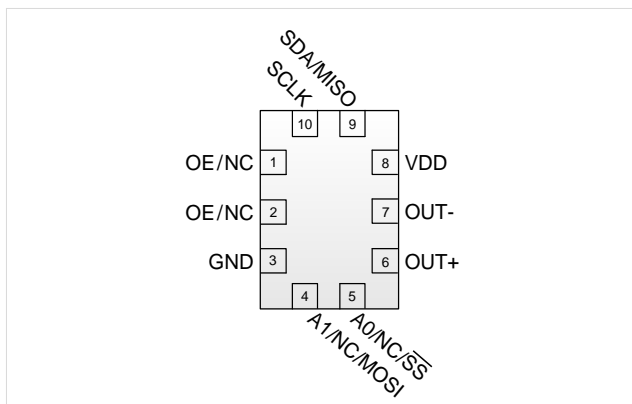 SDA/MISO
SCLK
10 9
OE/NC 1 8 VDD
OE/NC 2 7 OUT-
GND 3 6 OUT+
4 5
A1/NC/MOSI
A0/NC/S̅S̅